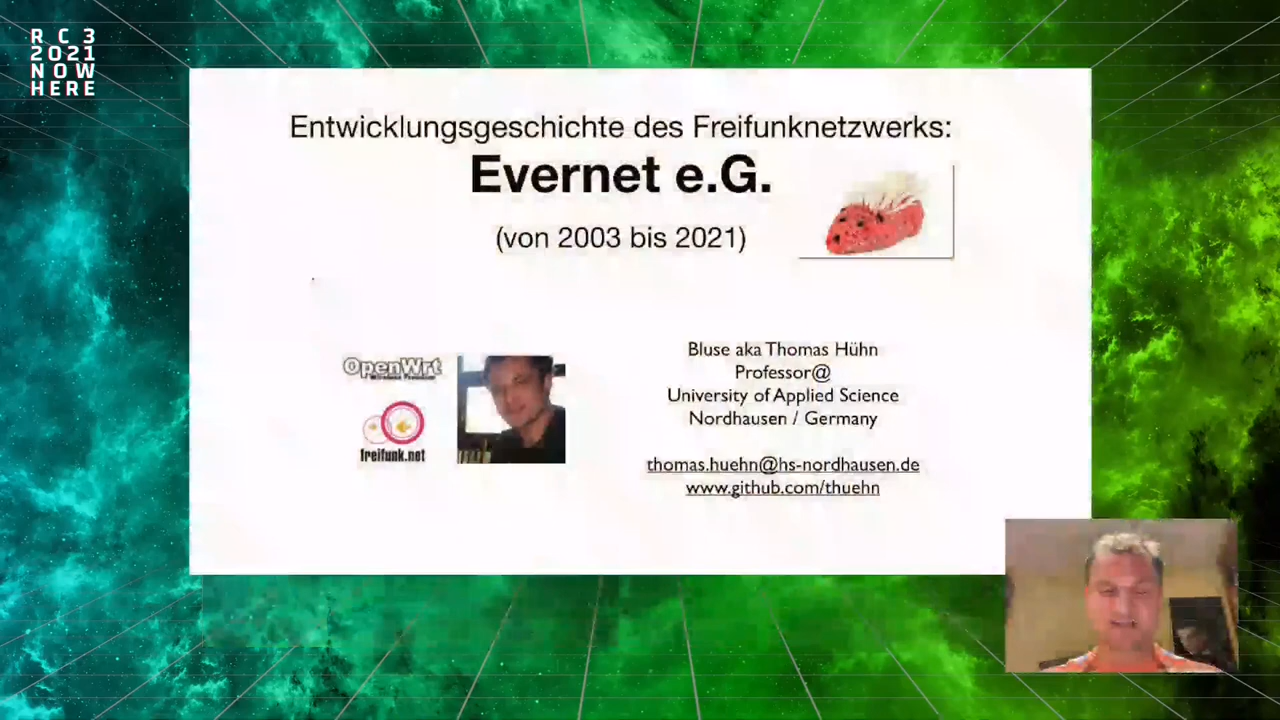 R C 3
2021
NOW
HERE
Entwicklungsgeschichte des Freifunknetzwerks:
Evernet e.G.
(von 2003 bis 2021)
OpenWrt
freifunk.net
Bluse aka Thomas Hühn
Professor@
University of Applied Science
Nordhausen / Germany
thomas.huehn@hs-nordhausen.de
www.github.com/thuehn